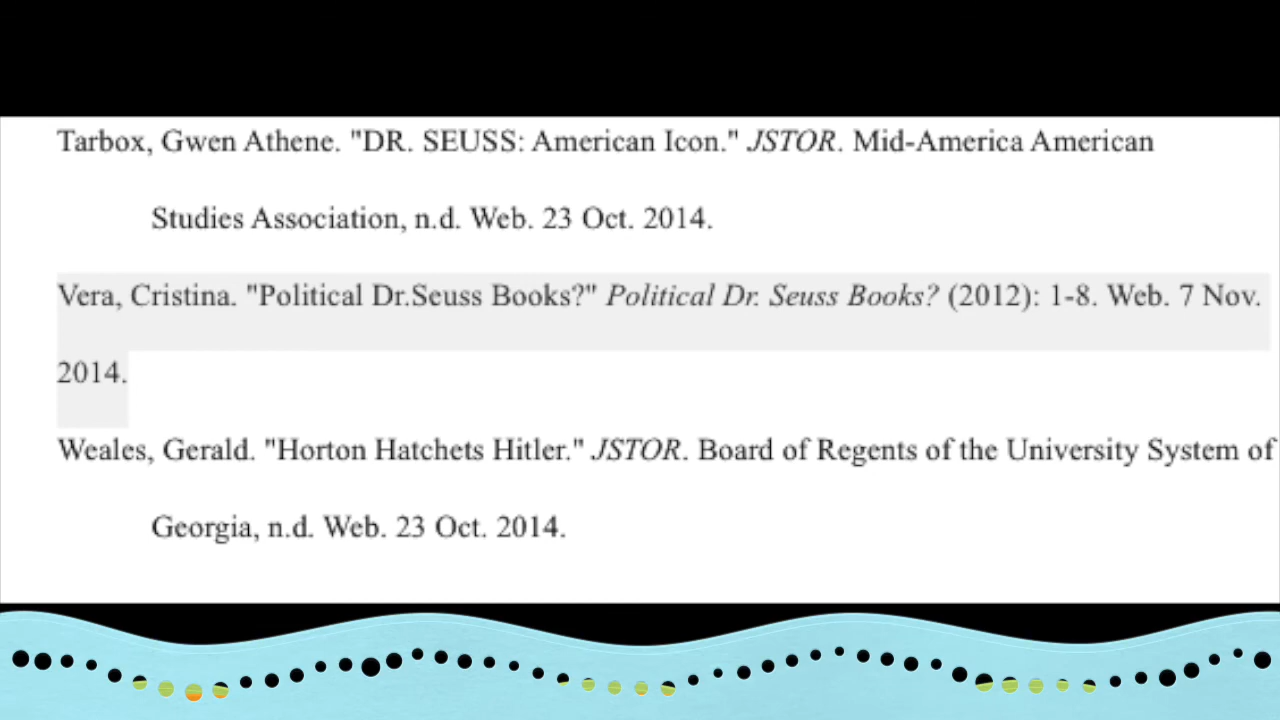 Tarbox, Gwen Athene. "DR. SEUSS: American Icon." JSTOR. Mid-America American
Studies Association, n.d. Web. 23 Oct. 2014.
Vera, Cristina. "Political Dr.Seuss Books?" Political Dr. Seuss Books? (2012): 1-8. Web. 7 Nov.
2014.
Weales, Gerald. "Horton Hatchets Hitler." JSTOR. Board of Regents of the University System of
Georgia, n.d. Web. 23 Oct. 2014.